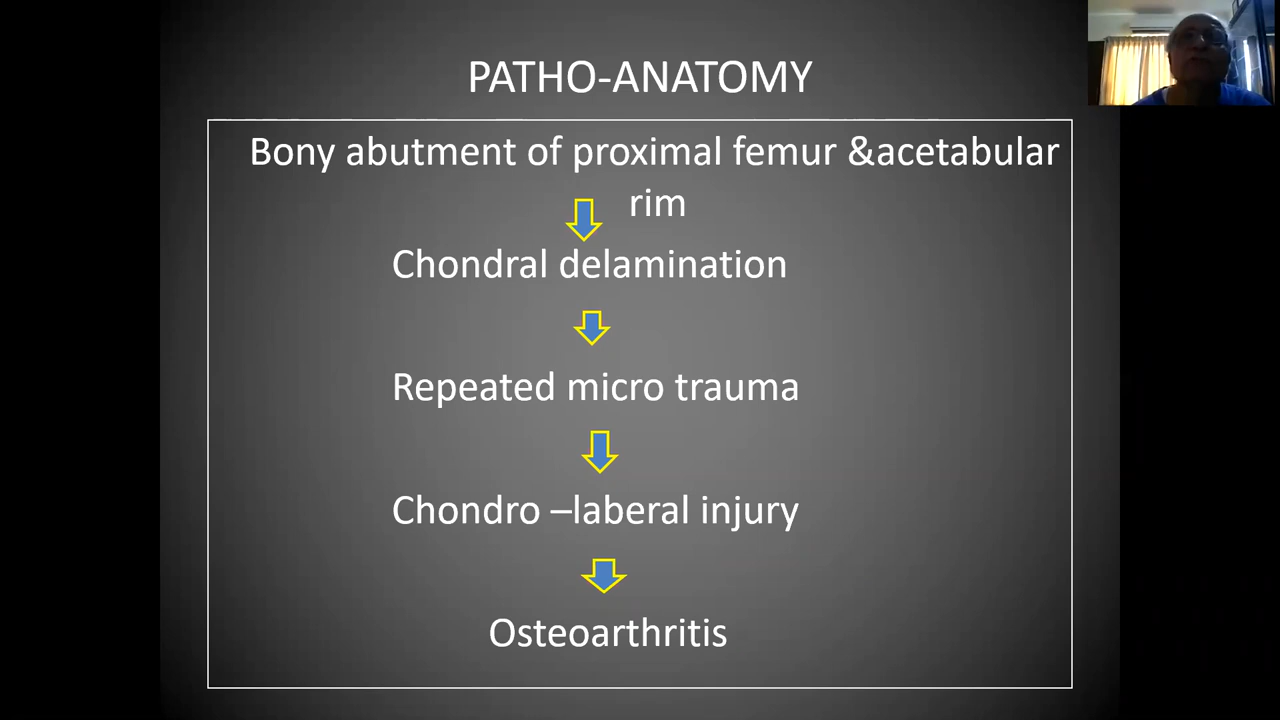 PATHO-ANATOMY
Bony abutment of proximal femur &acetabular
rim
Chondral delamination
Repeated micro trauma
Chondro –laberal injury
Osteoarthritis